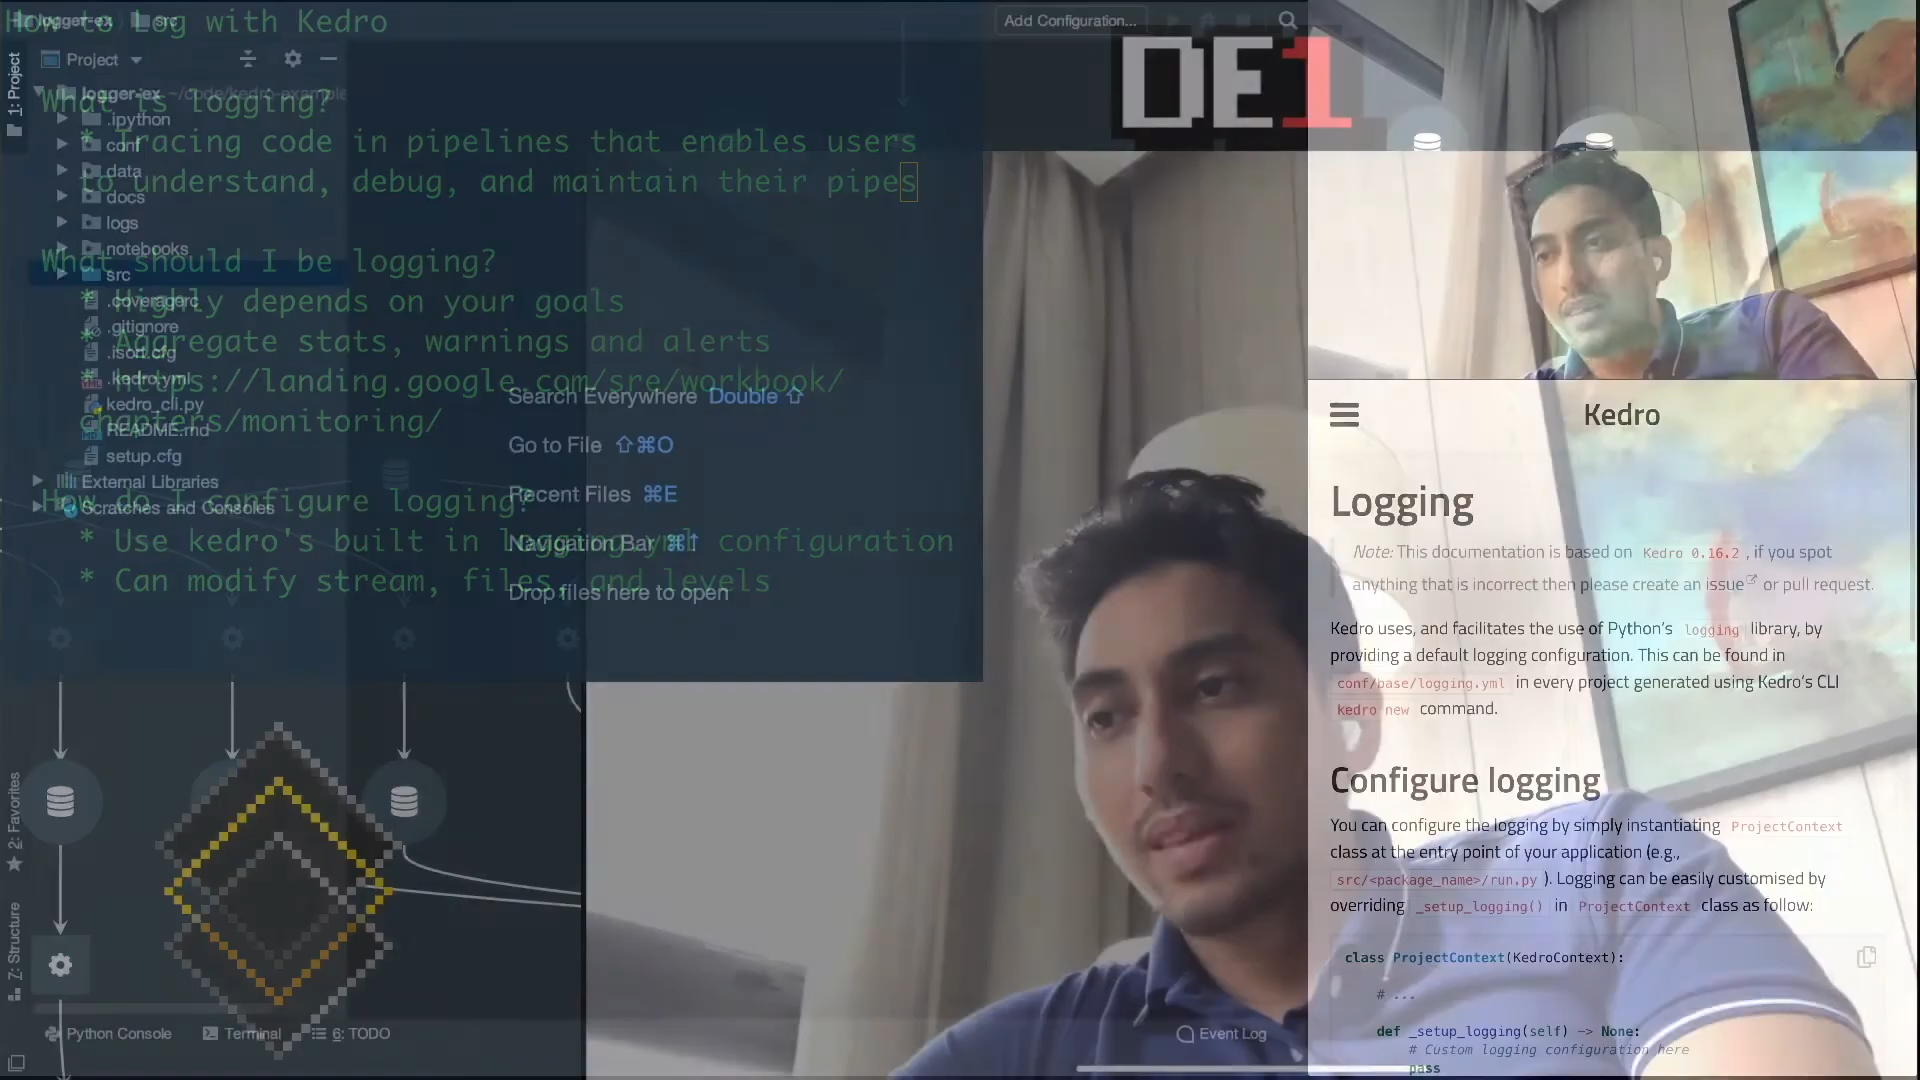 How to Log with Kedro
What is logging?
* Tracing code in pipelines that enables users
to understand, debug, and maintain their pipes
What should I be logging?
* Highly depends on your goals
* Aggregate stats, warnings and alerts
* https://landing.google.com/sre/workbook/
chapters/monitoring/
How do I configure logging?
* Use kedro's built in logging.yml configuration
* Can modify stream, files, and levels
logger-ex
src
Add Configuration...
1: Project
Project
logger-ex ~/code/kedro-example
.ipython
conf
data
docs
logs
notebooks
src
.coveragerc
.gitignore
.isort.cfg
.kedro.yml
kedro_cli.py
README.md
setup.cfg
External Libraries
Scratches and Consoles
Search Everywhere Double ⇧
Go to File ⇧⌘O
Recent Files ⌘E
Navigation Bar ⌘↑
Drop files here to open
2: Favorites
7: Structure
Python Console
Terminal
6: TODO
Event Log
DE1
Kedro
Logging
Note: This documentation is based on Kedro 0.16.2 , if you spot
anything that is incorrect then please create an issue or pull request.
Kedro uses, and facilitates the use of Python’s logging library, by
providing a default logging configuration. This can be found in
conf/base/logging.yml in every project generated using Kedro’s CLI
kedro new command.
Configure logging
You can configure the logging by simply instantiating ProjectContext
class at the entry point of your application (e.g.,
src/<package_name>/run.py ). Logging can be easily customised by
overriding _setup_logging() in ProjectContext class as follow:
class ProjectContext(KedroContext):
# ...
def _setup_logging(self) -> None:
# Custom logging configuration here
pass